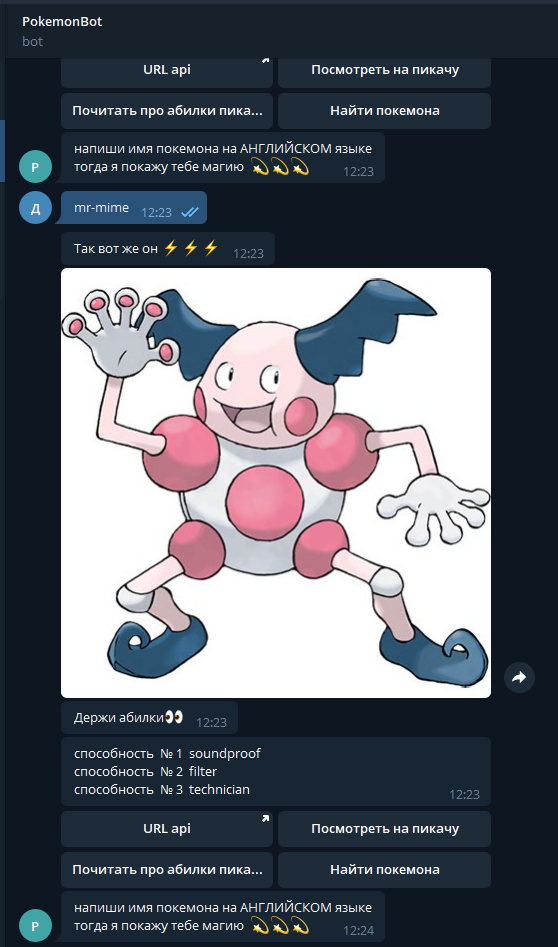 PokemonBot
bot
URL api
Посмотреть на пикачу
Почитать про абилки пика...
Найти покемона
напиши имя покемона на АНГЛИЙСКОМ языке
тогда я покажу тебе магию 💫💫💫 12:23
P
mr-mime 12:23
Д
Так вот же он ⚡⚡⚡ 12:23
Держи абилки👀 12:23
способность № 1 soundproof
способность № 2 filter
способность № 3 technician
12:23
URL api
Посмотреть на пикачу
Почитать про абилки пика...
Найти покемона
напиши имя покемона на АНГЛИЙСКОМ языке
тогда я покажу тебе магию 💫💫💫 12:24
P